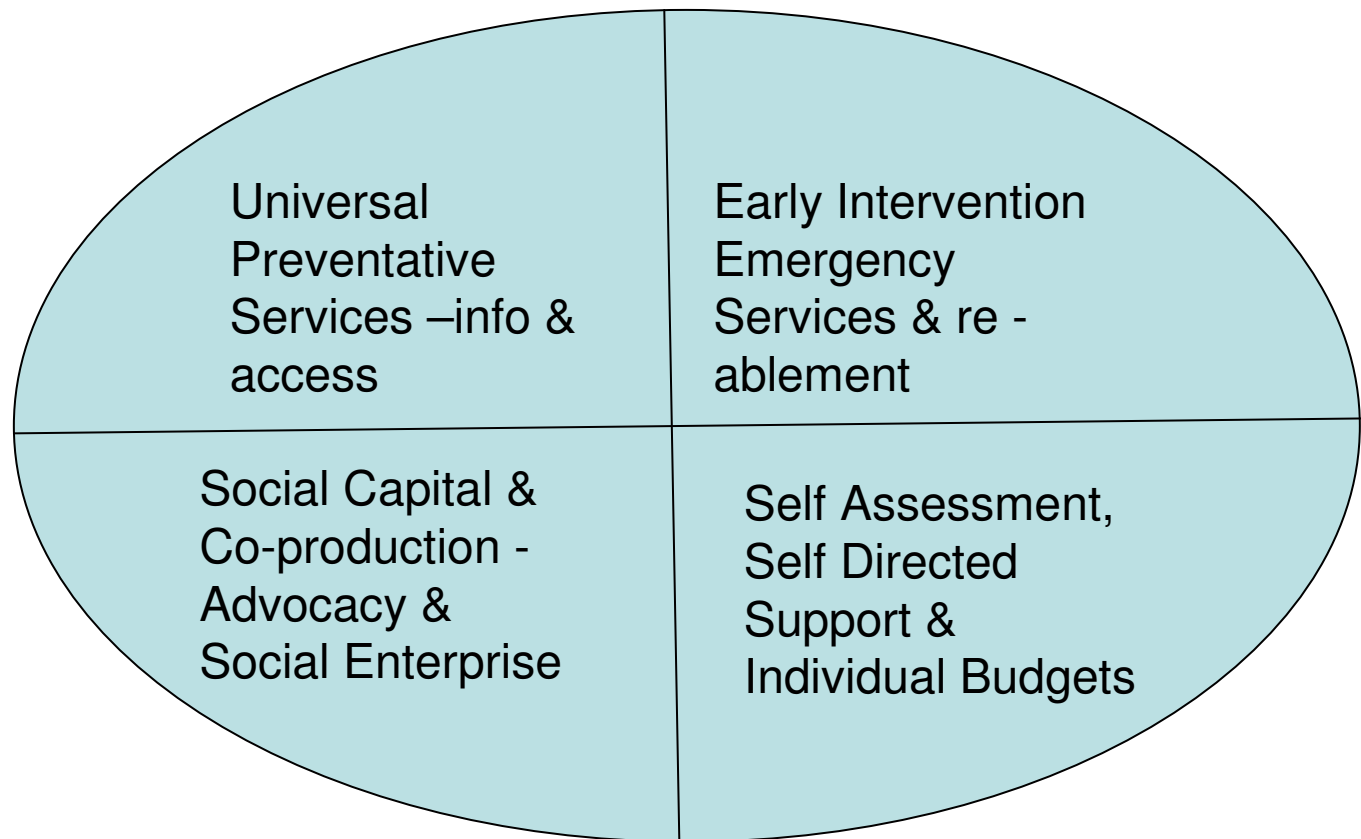 Universal
Preventative
Services –info &
access
Early Intervention
Emergency
Services & re -
ablement
Social Capital &
Co-production -
Advocacy &
Social Enterprise
Self Assessment,
Self Directed
Support &
Individual Budgets